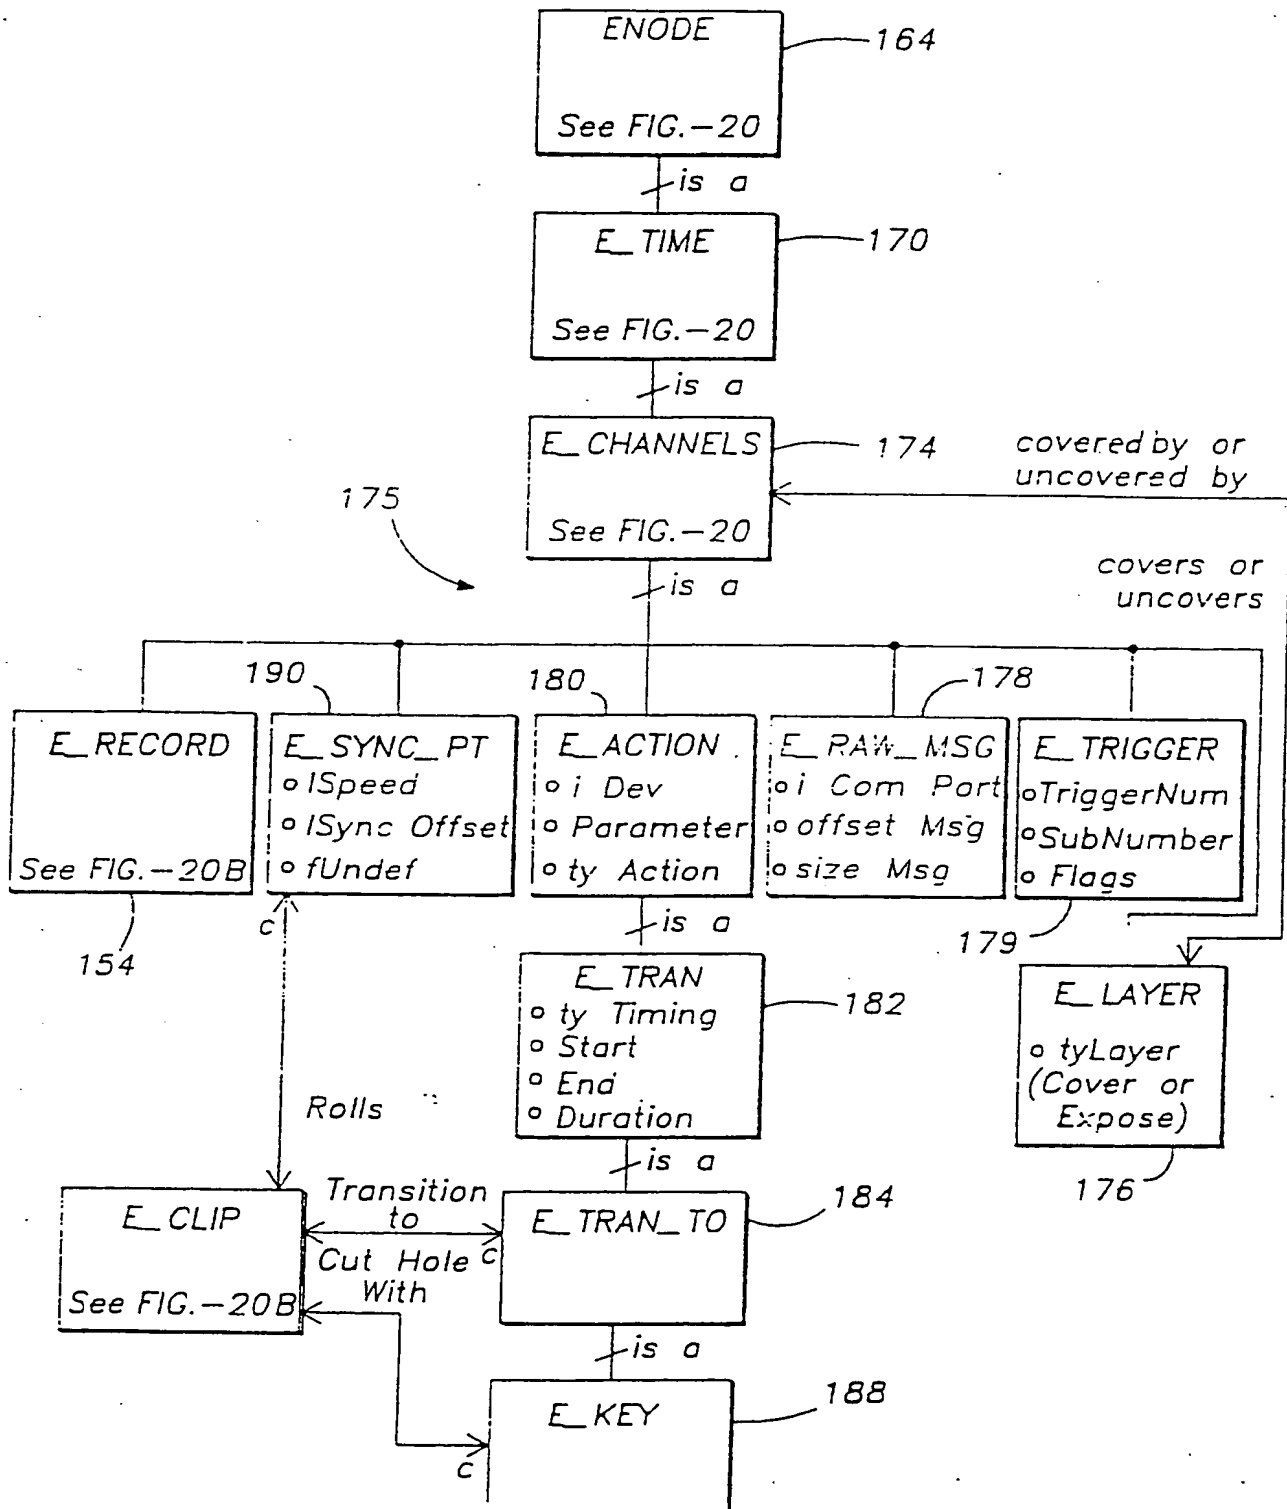 ENODE
See FIG.-20
164
is a
E_TIME
See FIG.-20
170
is a
E_CHANNELS
See FIG.-20
174
covered by or
uncovered by
175
covers or
uncovers
is a
E_RECORD
See FIG.-20B
154
190
E_SYNC_PT
lSpeed
lSync Offset
fUndef
c
180
E_ACTION
i Dev
Parameter
ty Action
178
E_RAW_MSG
i Com Port
offset Msg
size Msg
E_TRIGGER
TriggerNum
SubNumber
Flags
179
is a
E_TRAN
ty Timing
Start
End
Duration
182
E_LAYER
tyLayer
(Cover or
Expose)
176
Rolls
is a
E_CLIP
See FIG.-20B
Transition
to
Cut Hole
With
c
E_TRAN_TO
184
is a
E_KEY
188
c